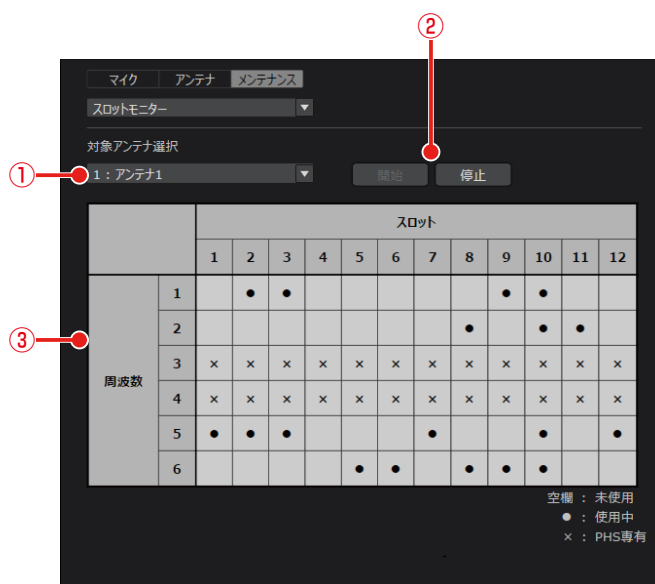 ②
マイク アンテナ メンテナンス
スロットモニター
対象アンテナ選択
① 1：アンテナ1 開始 停止
スロット
1 2 3 4 5 6 7 8 9 10 11 12
1 ● ● ● ●
2 ● ● ●
③
3 × × × × × × × × × × × ×
周波数
4 × × × × × × × × × × × ×
5 ● ● ● ● ● ●
6 ● ● ● ● ●
空欄 ： 未使用
● ： 使用中
× ： PHS専有